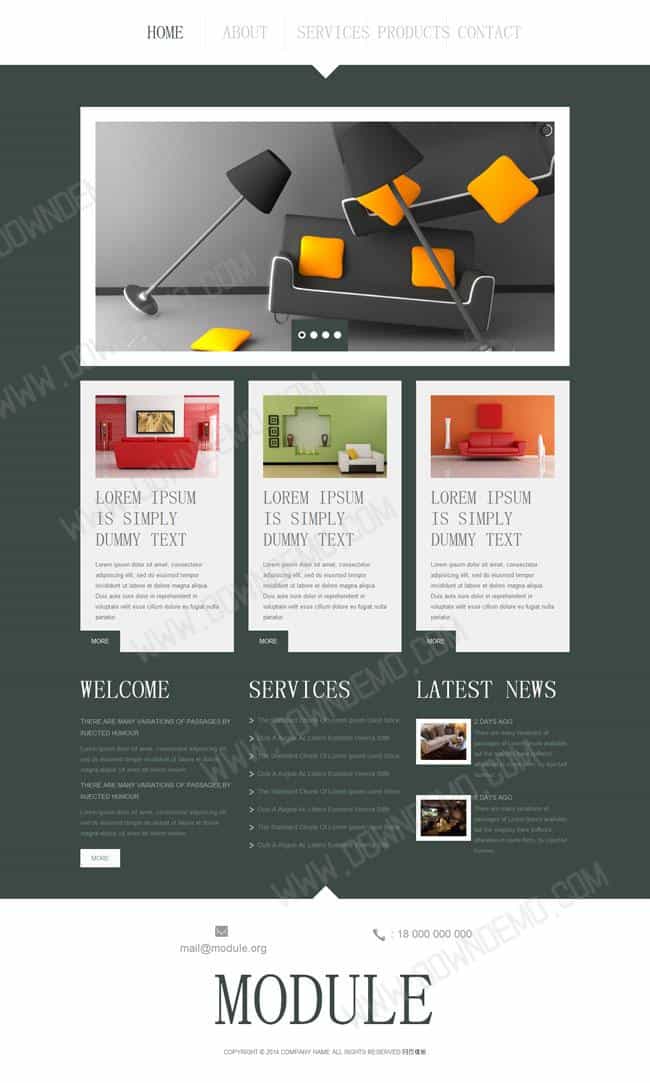 HOME ABOUT SERVICES PRODUCTS CONTACT
LOREM IPSUM
IS SIMPLY
DUMMY TEXT
Lorem ipsum dolor sit amet, consectetur
adipiscing elit, sed do eiusmod tempor
incididunt ut labore et dolore magna aliqua.
Duis aute irure dolor in reprehenderit in
voluptate velit esse cillum dolore eu fugiat nulla
pariatur.
MORE
LOREM IPSUM
IS SIMPLY
DUMMY TEXT
Lorem ipsum dolor sit amet, consectetur
adipiscing elit, sed do eiusmod tempor
incididunt ut labore et dolore magna aliqua.
Duis aute irure dolor in reprehenderit in
voluptate velit esse cillum dolore eu fugiat nulla
pariatur.
MORE
LOREM IPSUM
IS SIMPLY
DUMMY TEXT
Lorem ipsum dolor sit amet, consectetur
adipiscing elit, sed do eiusmod tempor
incididunt ut labore et dolore magna aliqua.
Duis aute irure dolor in reprehenderit in
voluptate velit esse cillum dolore eu fugiat nulla
pariatur.
MORE
WELCOME
THERE ARE MANY VARIATIONS OF PASSAGES BY
INJECTED HUMOUR
Lorem ipsum dolor sit amet, consectetur adipiscing elit,
sed do eiusmod tempor incididunt ut labore et dolore
magna aliqua. Ut enim ad minim veniam
THERE ARE MANY VARIATIONS OF PASSAGES BY
INJECTED HUMOUR
Lorem ipsum dolor sit amet, consectetur adipiscing elit,
sed do eiusmod tempor incididunt ut labore et dolore
magna aliqua. Ut enim ad minim veniam
MORE
SERVICES
The Standard Chunk Of Lorem Ipsum Used Since
Duis A Augue Ac Libero Euismod Viverra Sitth
The Standard Chunk Of Lorem Ipsum Used Since
Duis A Augue Ac Libero Euismod Viverra Sitth
The Standard Chunk Of Lorem Ipsum Used Since
Duis A Augue Ac Libero Euismod Viverra Sitth
The Standard Chunk Of Lorem Ipsum Used Since
Duis A Augue Ac Libero Euismod Viverra Sitth
LATEST NEWS
2 DAYS AGO
There are many variations of
passages of Lorem Ipsum available,
but the majority have suffered
alteration in some form, by injected
humour,
DAYS AGO
There are many variations of
passages of Lorem Ipsum available,
but the majority have suffered
alteration in some form, by injected
humour,
mail@module.org
: 18 000 000 000
MODULE
COPYRIGHT © 2014 COMPANY NAME ALL RIGHTS RESERVED
WWW.DOWNDEMO.COM